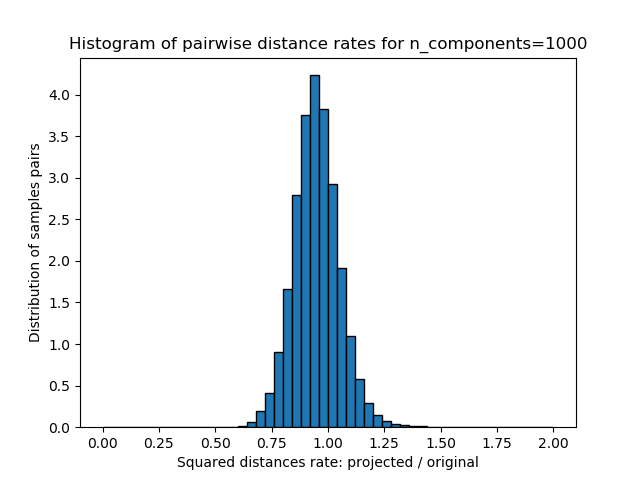 Histogram of pairwise distance rates for n_components=1000
Distribution of samples pairs
4.0
3.5
3.0
2.5
2.0
1.5
1.0
0.5
0.0
0.00 0.25 0.50 0.75 1.00 1.25 1.50 1.75 2.00
Squared distances rate: projected / original